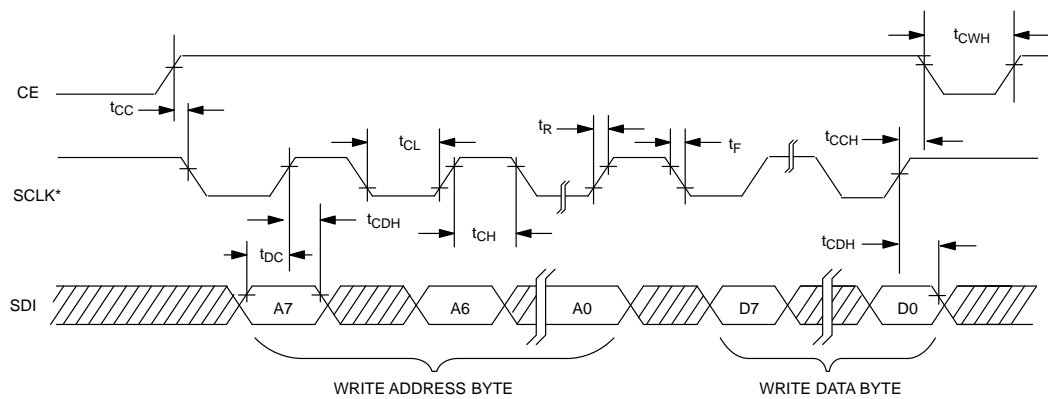 tCWH
CE
tCC
tR
tCL
tF
tCCH
SCLK*
tCDH
tCH
tCDH
tDC
SDI
A7
A6
A0
D7
D0
WRITE ADDRESS BYTE
WRITE DATA BYTE